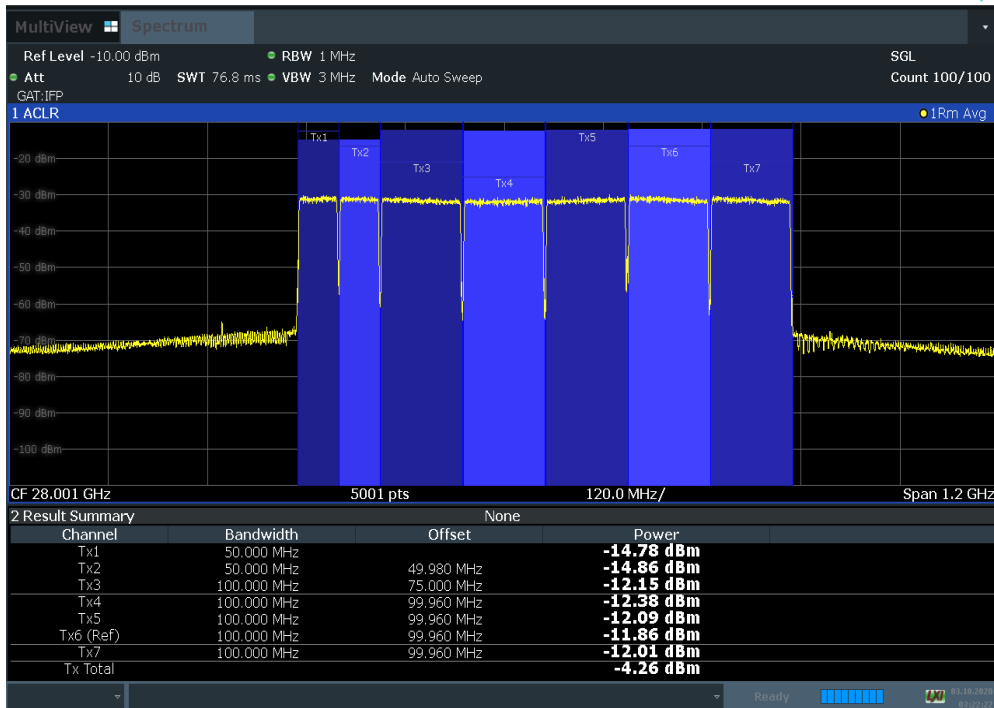 MultiView Spectrum
Ref Level -10.00 dBm RBW 1 MHz SGL
Att 10 dB SWT 76.8 ms VBW 3 MHz Mode Auto Sweep Count 100/100
GAT:IFP
1 ACLR 1Rm Avg
Tx1 Tx5
Tx2 Tx6
-20 dBm
Tx3 Tx7
Tx4
-30 dBm
-40 dBm
-50 dBm
-60 dBm
-70 dBm
-80 dBm
-90 dBm
-100 dBm
CF 28.001 GHz 5001 pts 120.0 MHz/ Span 1.2 GHz
2 Result Summary None
Channel Bandwidth Offset Power
Tx1 50.000 MHz -14.78 dBm
Tx2 50.000 MHz 49.980 MHz -14.86 dBm
Tx3 100.000 MHz 75.000 MHz -12.15 dBm
Tx4 100.000 MHz 99.960 MHz -12.38 dBm
Tx5 100.000 MHz 99.960 MHz -12.09 dBm
Tx6 (Ref) 100.000 MHz 99.960 MHz -11.86 dBm
Tx7 100.000 MHz 99.960 MHz -12.01 dBm
Tx Total -4.26 dBm
Ready LXI 03.10.2020
03:22:22